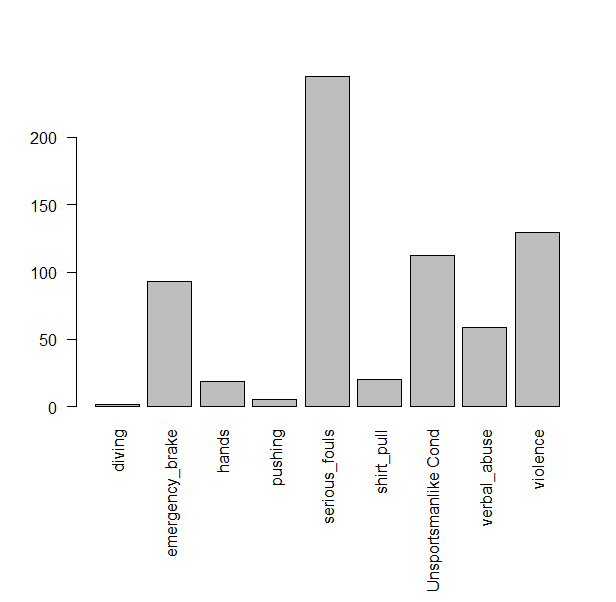 200
150
100
50
0
diving
emergency_brake
hands
pushing
serious_fouls
shirt_pull
Unsportsmanlike Cond
verbal_abuse
violence